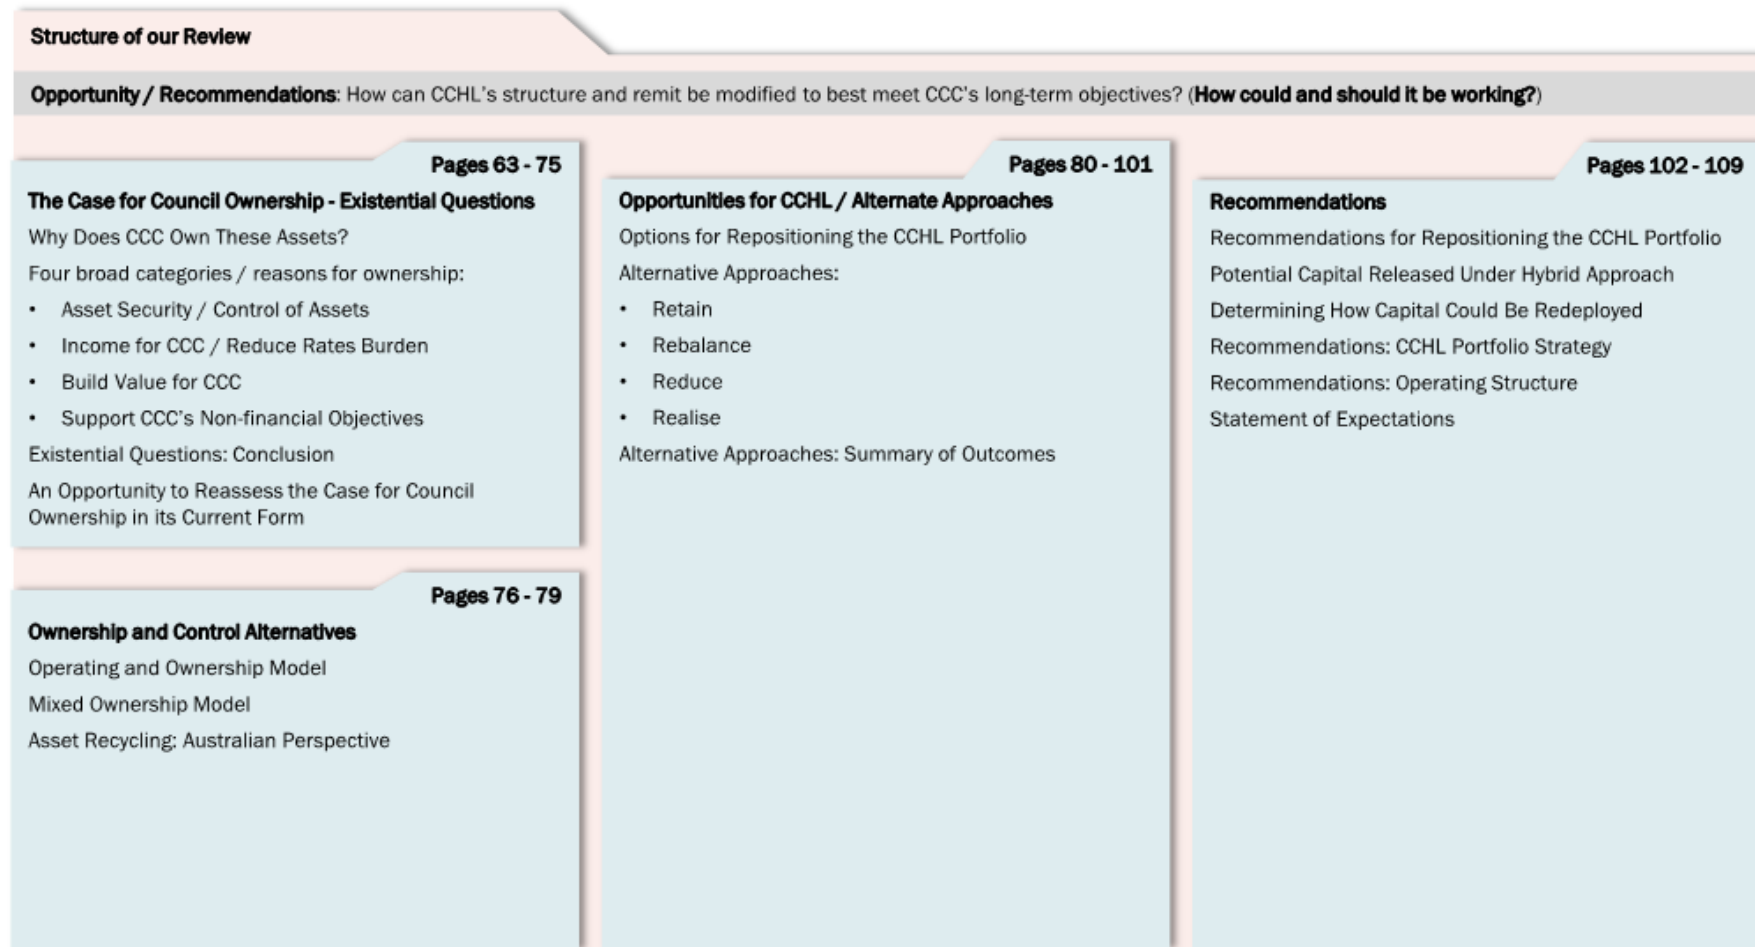 Structure of our Review
Opportunity / Recommendations: How can CCHL's structure and remit be modified to best meet CCC's long-term objectives? (How could and should it be working?)
Pages 63 - 75
The Case for Council Ownership - Existential Questions
Why Does CCC Own These Assets?
Four broad categories / reasons for ownership:
• Asset Security / Control of Assets
• Income for CCC / Reduce Rates Burden
• Build Value for CCC
• Support CCC's Non-financial Objectives
Existential Questions: Conclusion
An Opportunity to Reassess the Case for Council
Ownership in its Current Form
Pages 76 - 79
Ownership and Control Alternatives
Operating and Ownership Model
Mixed Ownership Model
Asset Recycling: Australian Perspective
Pages 80 - 101
Opportunities for CCHL / Alternate Approaches
Options for Repositioning the CCHL Portfolio
Alternative Approaches:
• Retain
• Rebalance
• Reduce
• Realise
Alternative Approaches: Summary of Outcomes
Pages 102 - 109
Recommendations
Recommendations for Repositioning the CCHL Portfolio
Potential Capital Released Under Hybrid Approach
Determining How Capital Could Be Redeployed
Recommendations: CCHL Portfolio Strategy
Recommendations: Operating Structure
Statement of Expectations